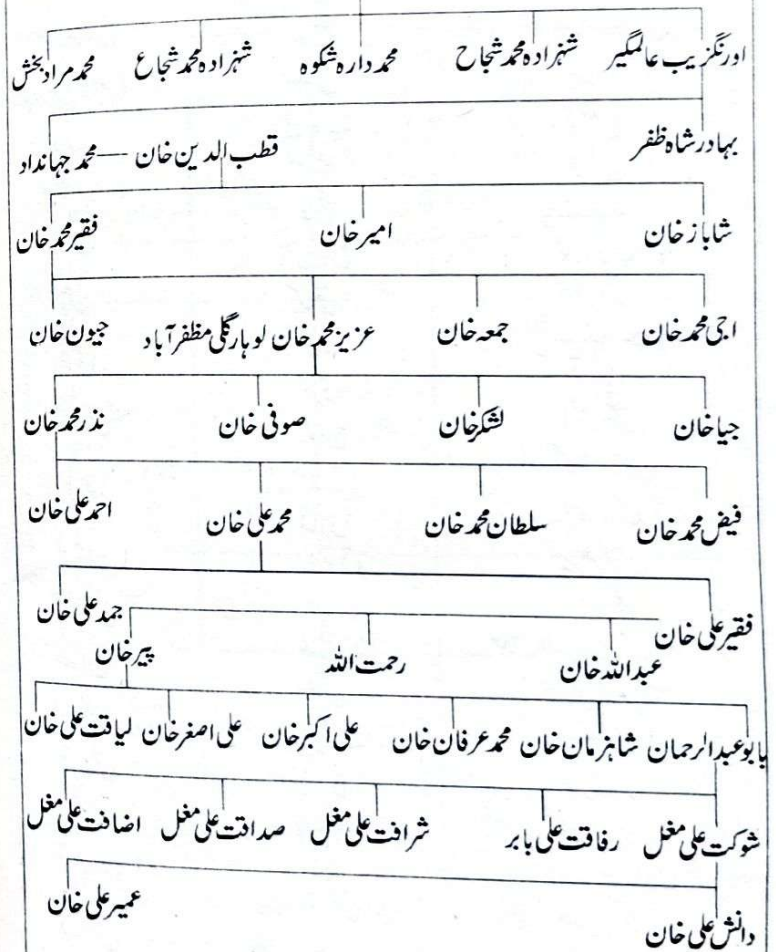 اورنگزیب عالمگیر شہزادہ محمد شجاح محمد دارہ شکوہ شہزادہ محمد شجاع محمد مراد بخش
بہادر شاہ ظفر قطب الدین خان — محمد جہانداد
شاباز خان امیر خان فقیر محمد خان
اجی محمد خان جمعہ خان عزیز محمد خان لوہار گلی مظفر آباد جیون خان
جیا خان لشکر خان صوفی خان نذر محمد خان
فیض محمد خان سلطان محمد خان محمد علی خان احمد علی خان
فقیر علی خان جمد علی خان
عبداللہ خان رحمت اللہ پیر خان
بابو عبدالرحمان شاہزمان خان محمد عرفان خان علی اکبر خان علی اصغر خان لیاقت علی خان
شوکت علی مغل رفاقت علی بابر شرافت علی مغل صداقت علی مغل اضافت علی مغل
دانش علی خان عمیر علی خان